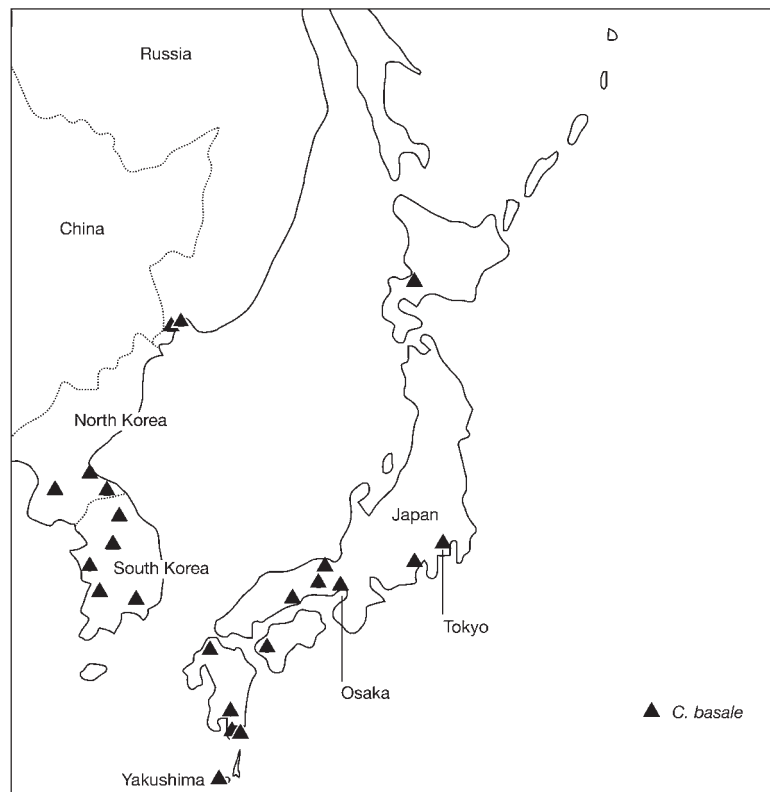 Russia
China
North Korea
Japan
South Korea
Tokyo
Osaka
C. basale
Yakushima